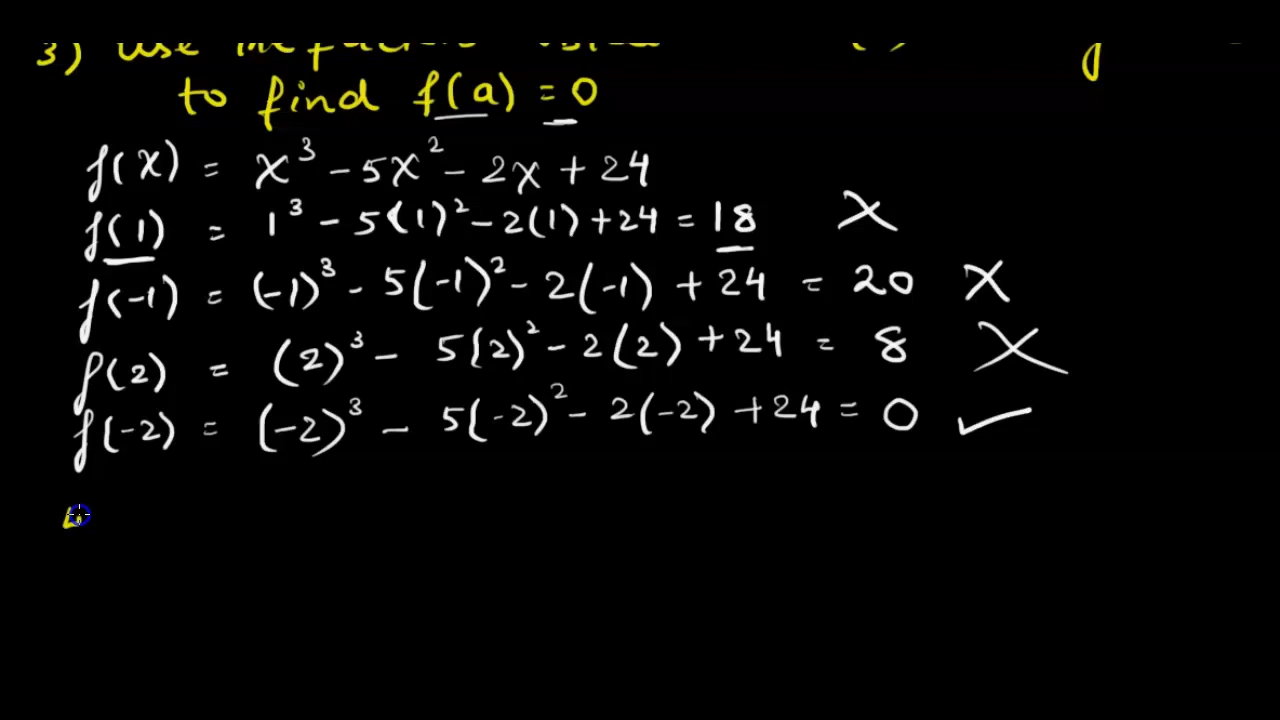 3) Use
to find f(a) = 0
f(x) = x³ - 5x² - 2x + 24
f(1) = 1³ - 5(1)² - 2(1) + 24 = 18 X
f(-1) = (-1)³ - 5(-1)² - 2(-1) + 24 = 20 X
f(2) = (2)³ - 5(2)² - 2(2) + 24 = 8 X
f(-2) = (-2)³ - 5(-2)² - 2(-2) + 24 = 0 ✓